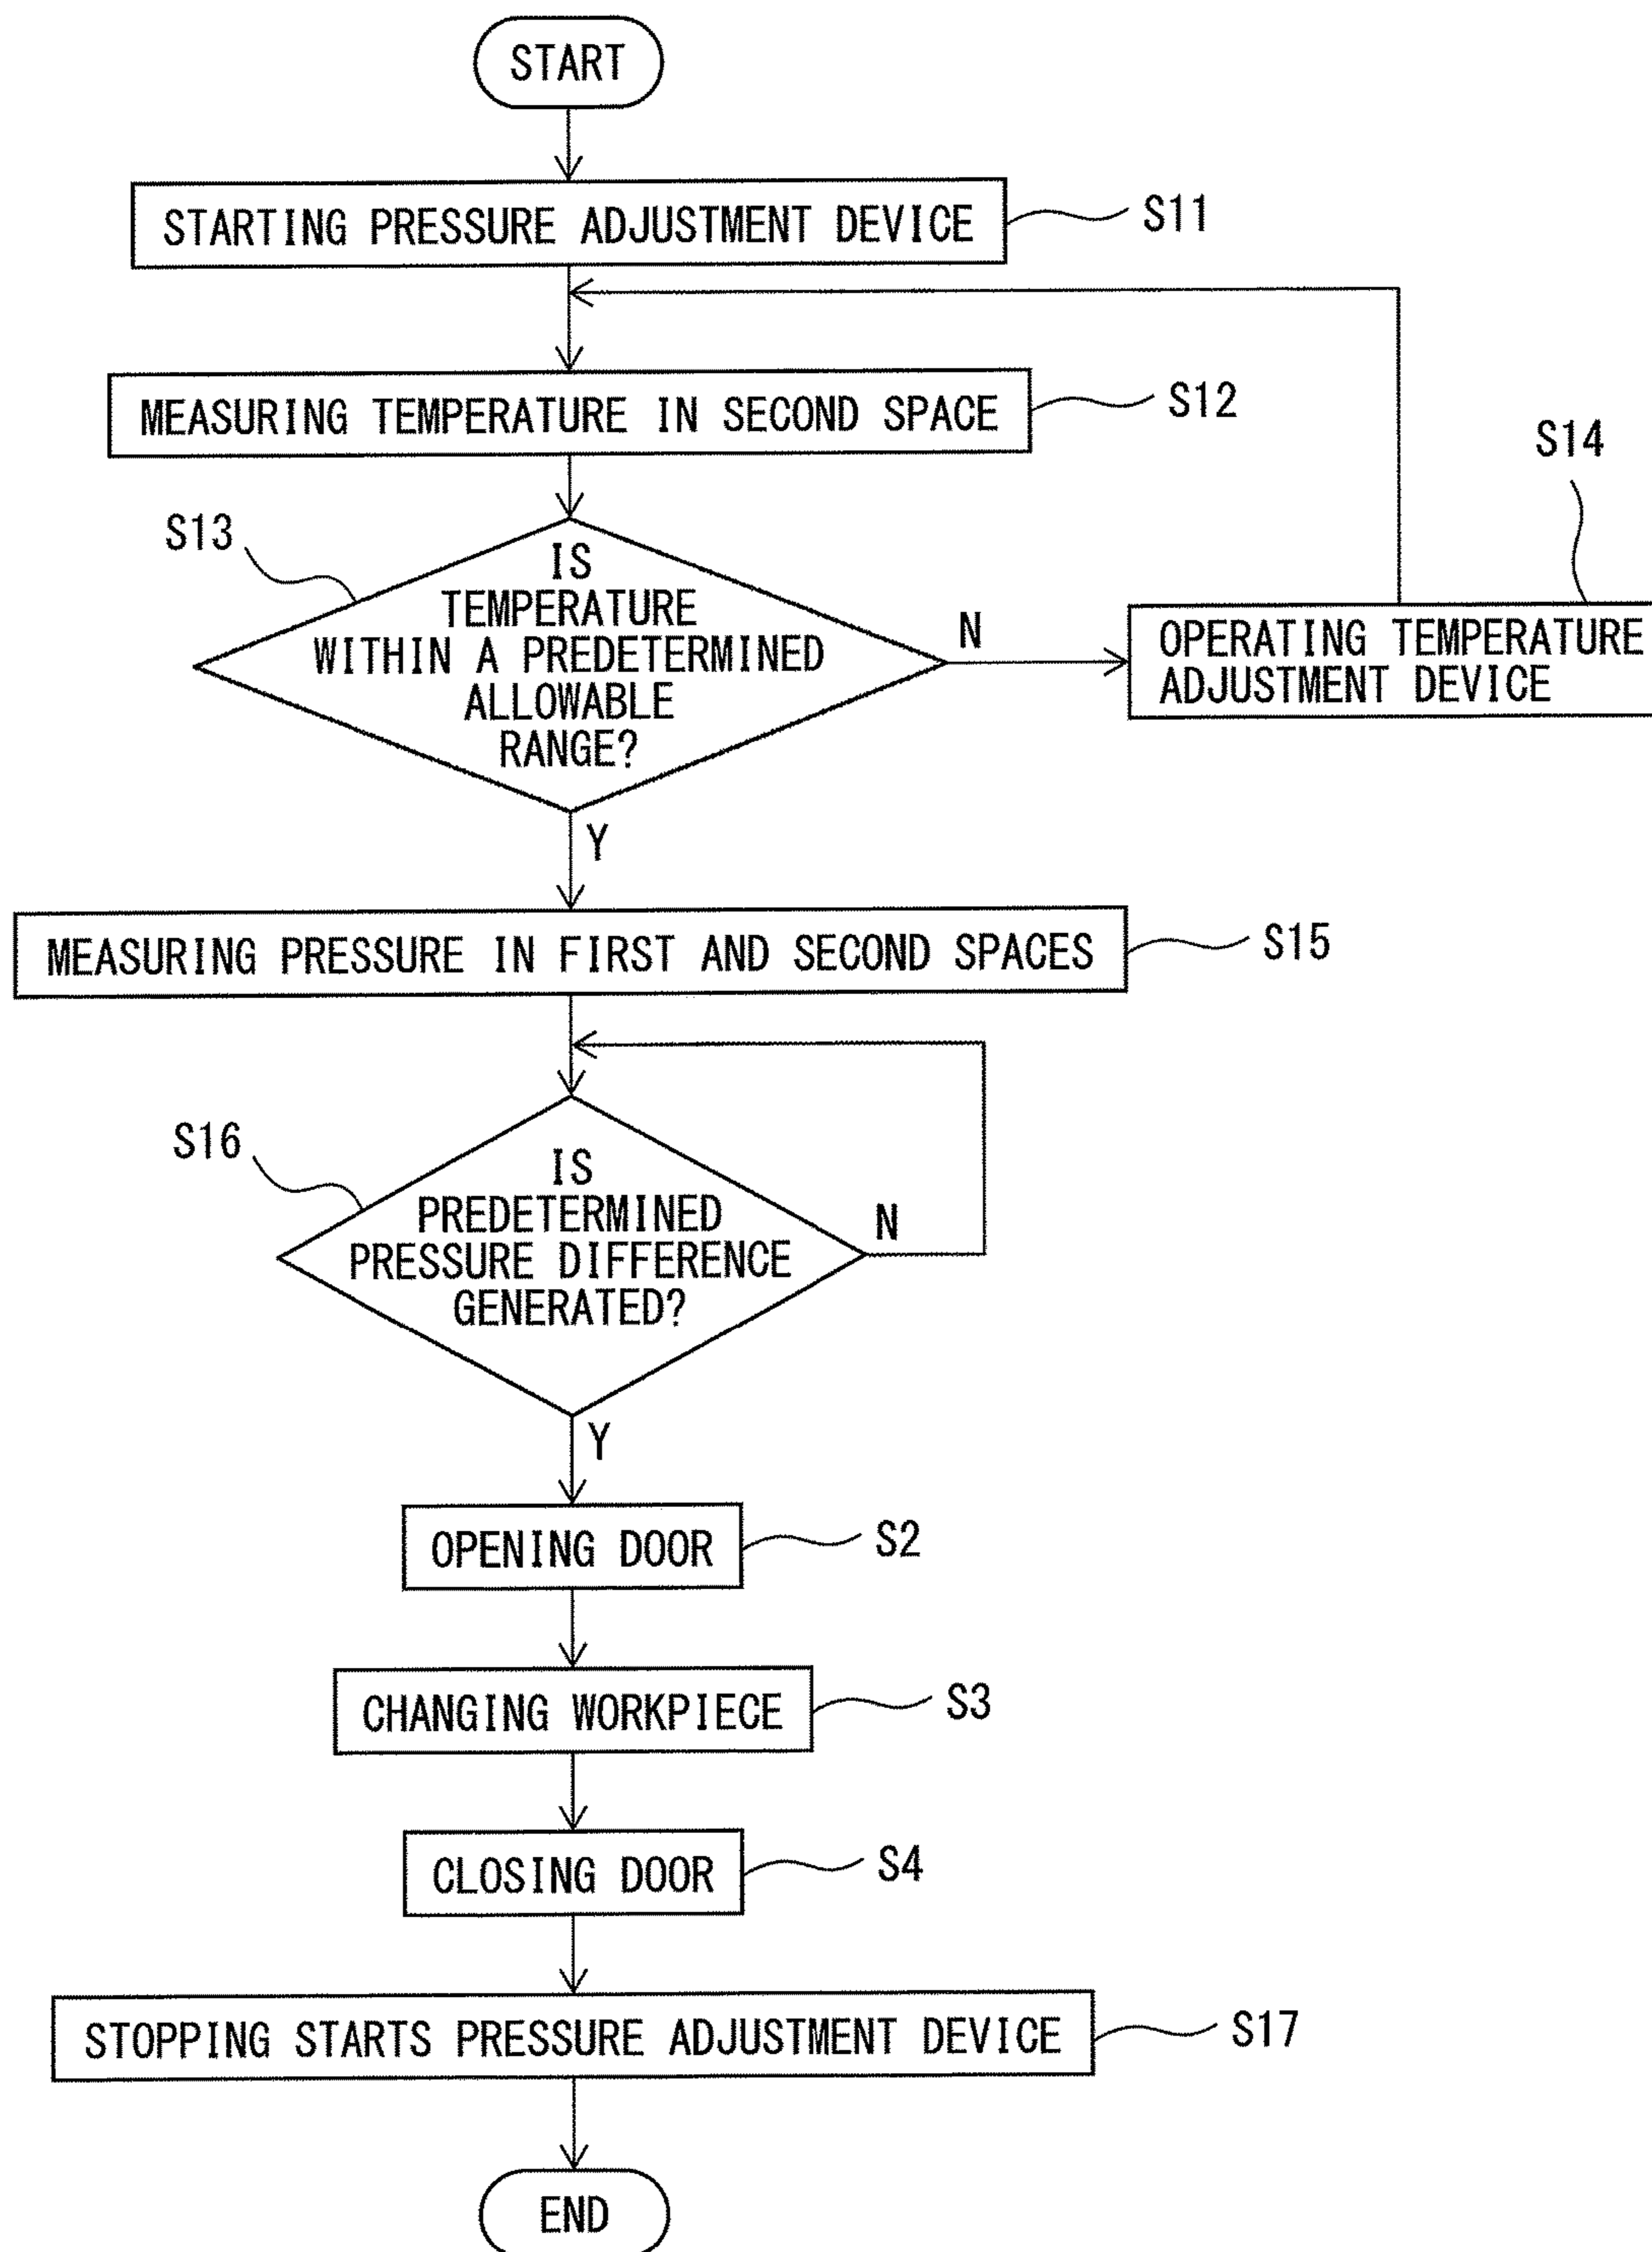 START
STARTING PRESSURE ADJUSTMENT DEVICE
S11
MEASURING TEMPERATURE IN SECOND SPACE
S12
S13
IS
TEMPERATURE
WITHIN A PREDETERMINED
ALLOWABLE
RANGE?
N
S14
OPERATING TEMPERATURE
ADJUSTMENT DEVICE
Y
MEASURING PRESSURE IN FIRST AND SECOND SPACES
S15
S16
IS
PREDETERMINED
PRESSURE DIFFERENCE
GENERATED?
N
Y
OPENING DOOR
S2
CHANGING WORKPIECE
S3
CLOSING DOOR
S4
STOPPING STARTS PRESSURE ADJUSTMENT DEVICE
S17
END